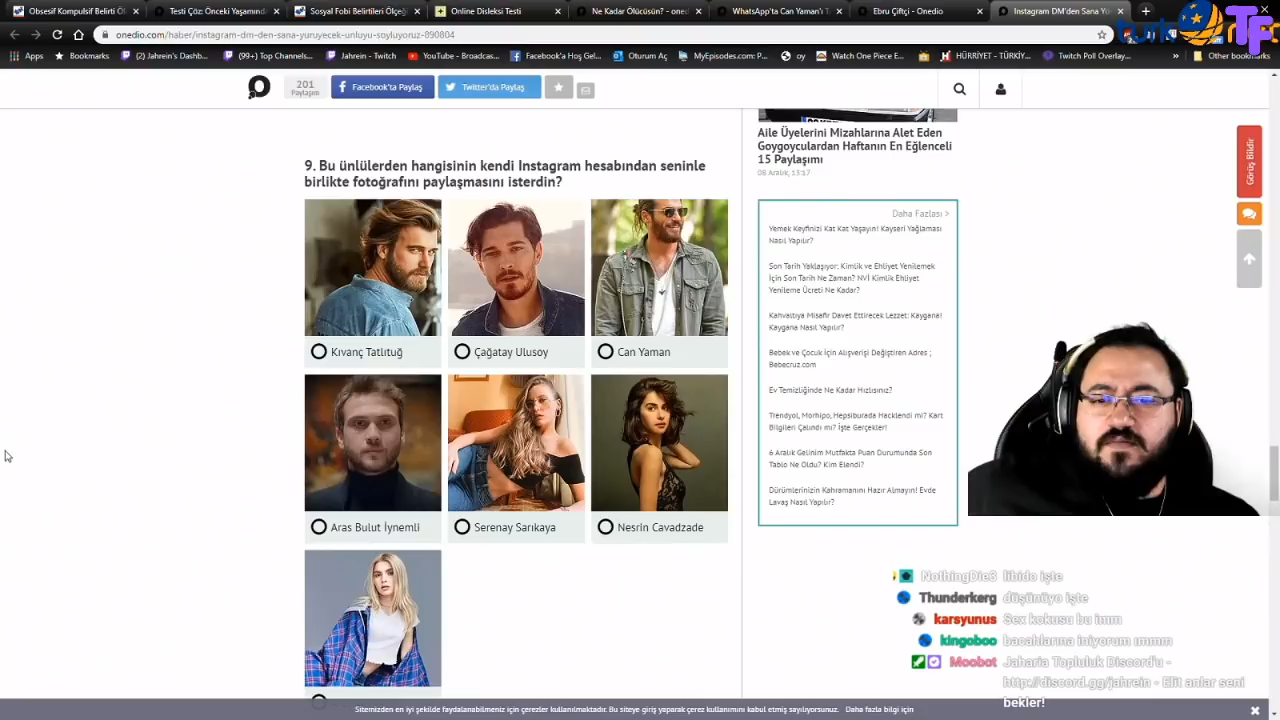 Obsesif Kompulsif Belirti Öl
Testi Çöz: Önceki Yaşamında
Sosyal Fobi Belirtileri Ölçeği
Online Disleksi Testi
Ne Kadar Ölücüsün? - oned
WhatsApp'ta Can Yaman'ı T
Ebru Çiftçi - Onedio
Instagram DM'den Sana Yür
onedio.com/haber/instagram-dm-den-sana-yuruyecek-unluyu-soyluyoruz-890804
Apps
Bookmarks
(2) Jahrein's Dashb...
(99+) Top Channels...
Jahrein - Twitch
YouTube - Broadcas...
Facebook'a Hoş Gel...
Oturum Aç
MyEpisodes.com: P...
oy
Watch One Piece E...
HÜRRİYET - TÜRKİY...
Twitch Poll Overlay...
»
Other bookmarks
TF
201
Paylaşım
Facebook'ta Paylaş
Twitter'da Paylaş
Görüş Bildir
Aile Üyelerini Mizahlarına Alet Eden
Goygoyculardan Haftanın En Eğlenceli
15 Paylaşımı
08 Aralık, 13:17
9. Bu ünlülerden hangisinin kendi Instagram hesabından seninle
birlikte fotoğrafını paylaşmasını isterdin?
Kıvanç Tatlıtuğ
Çağatay Ulusoy
Can Yaman
Aras Bulut İynemli
Serenay Sarıkaya
Nesrin Cavadzade
Daha Fazlası >
Yemek Keyfinizi Kat Kat Yaşayın! Kayseri Yağlaması
Nasıl Yapılır?
Son Tarih Yaklaşıyor: Kimlik ve Ehliyet Yenilemek
İçin Son Tarih Ne Zaman? NVİ Kimlik Ehliyet
Yenileme Ücreti Ne Kadar?
Kahvaltıya Misafir Davet Ettirecek Lezzet: Kaygana!
Kaygana Nasıl Yapılır?
Bebek ve Çocuk İçin Alışverişi Değiştiren Adres ;
Bebecruz.com
Ev Temizliğinde Ne Kadar Hızlısınız?
Trendyol, Morhipo, Hepsiburada Hacklendi mi? Kart
Bilgileri Çalındı mı? İşte Gerçekler!
6 Aralık Gelinim Mutfakta Puan Durumunda Son
Tablo Ne Oldu? Kim Elendi?
Dürümlerinizin Kahramanını Hazır Almayın! Evde
Lavaş Nasıl Yapılır?
NothingDie3 libido işte
Thunderkerg düşünüyo işte
karsyunus Sex kokusu bu imm
kingoboo bacahlarına iniyorum ımmm
Moobot Jaharia Topluluk Discord'u -
http://discord.gg/jahrein - Elit anlar seni
bekler!
Sitemizden en iyi şekilde faydalanabilmeniz için çerezler kullanılmaktadır. Bu siteye giriş yaparak çerez kullanımını kabul etmiş sayılıyorsunuz. Daha fazla bilgi için